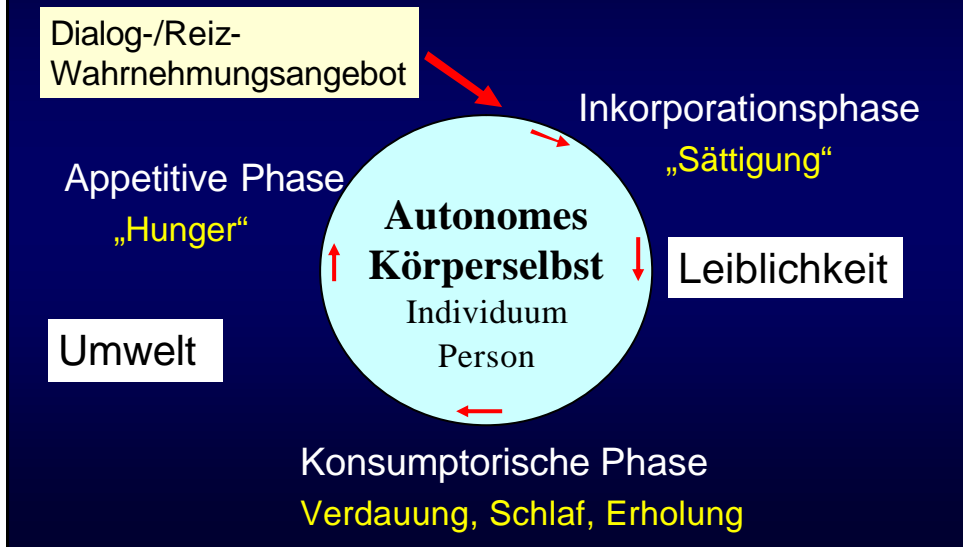 Dialog-/Reiz-
Wahrnehmungsangebot
Inkorporationsphase
„Sättigung“
Appetitive Phase
„Hunger“
Autonomes
Körperselbst
Individuum
Person
Leiblichkeit
Umwelt
Konsumptorische Phase
Verdauung, Schlaf, Erholung